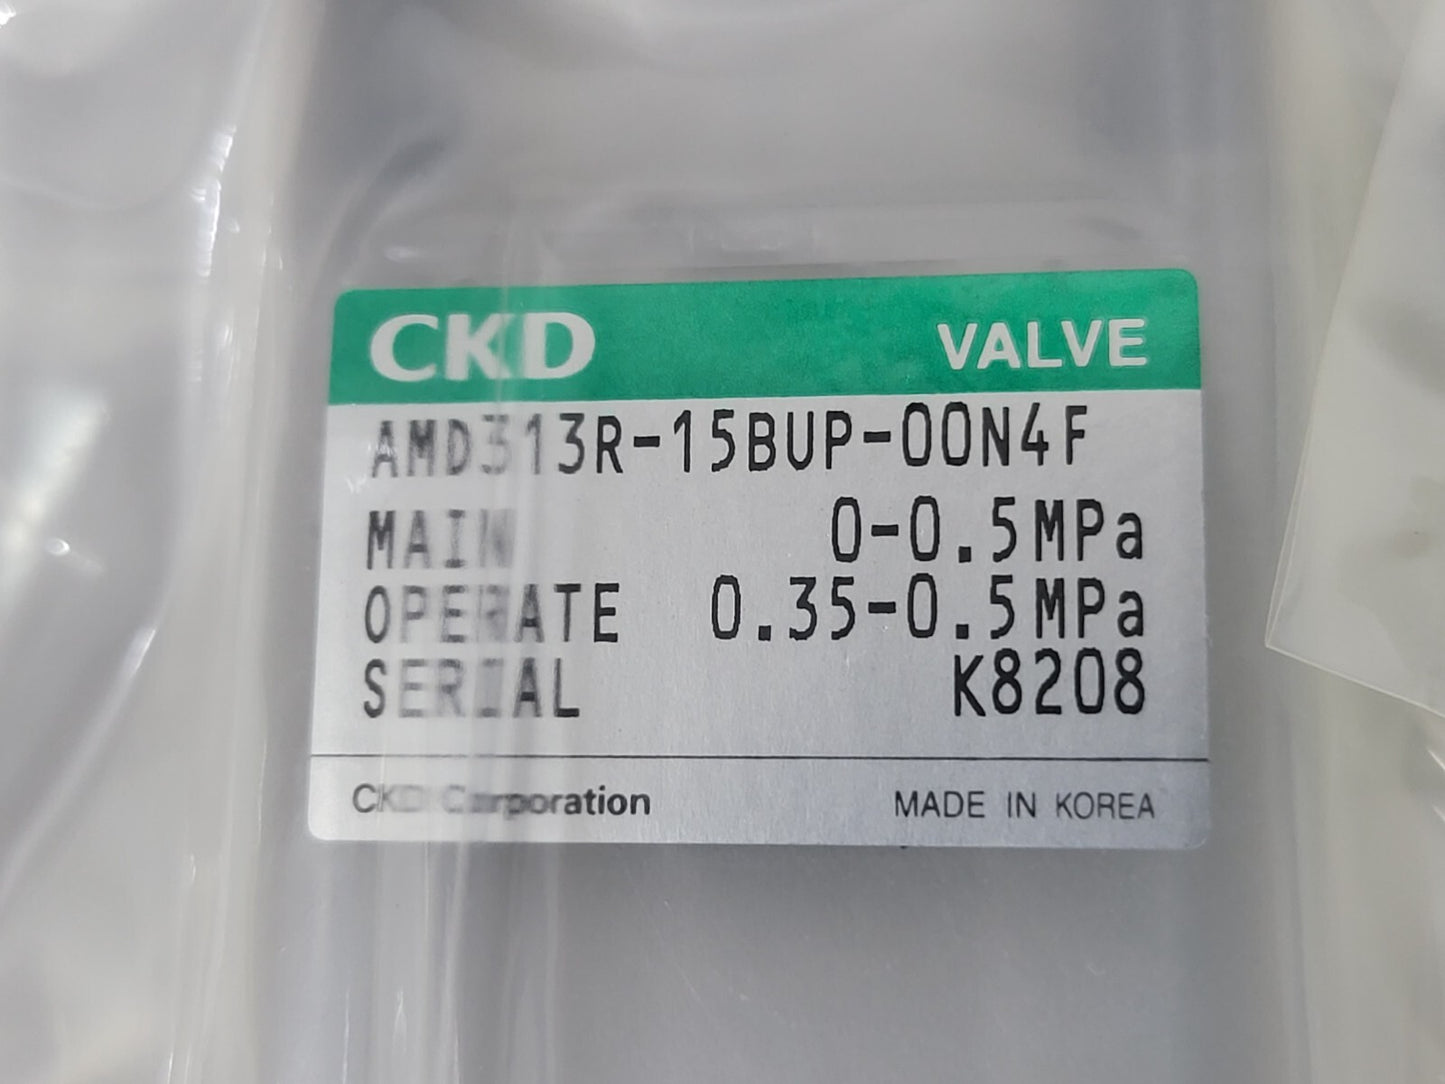 CKD VALVE
AMD313R-15BUP-00N4F
MAIN 0-0.5MPa
OPERATE 0.35-0.5MPa
SERIAL K8208
CKD Corporation MADE IN KOREA